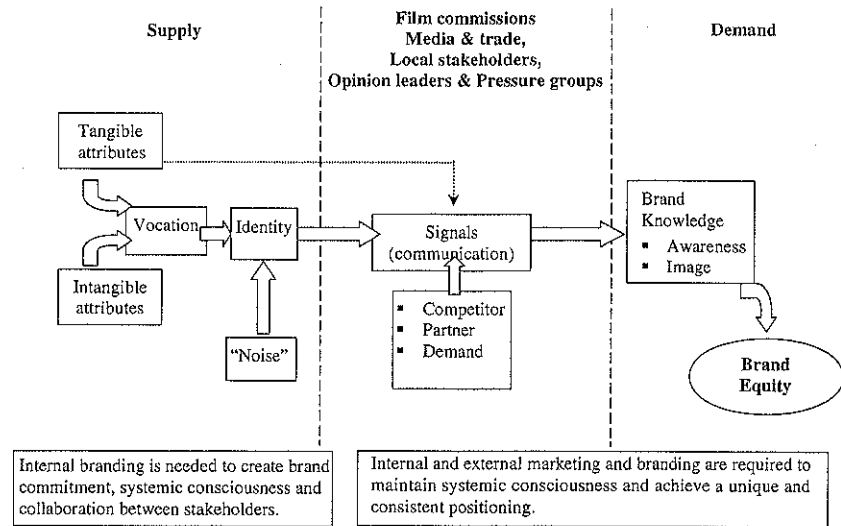 Supply
Film commissions
Media & trade,
Local stakeholders,
Opinion leaders & Pressure groups
Demand
Tangible
attributes
Vocation
Identity
Intangible
attributes
“Noise”
Signals
(communication)
▪ Competitor
▪ Partner
▪ Demand
Brand
Knowledge
▪ Awareness
▪ Image
Brand
Equity
Internal branding is needed to create brand
commitment, systemic consciousness and
collaboration between stakeholders.
Internal and external marketing and branding are required to
maintain systemic consciousness and achieve a unique and
consistent positioning.